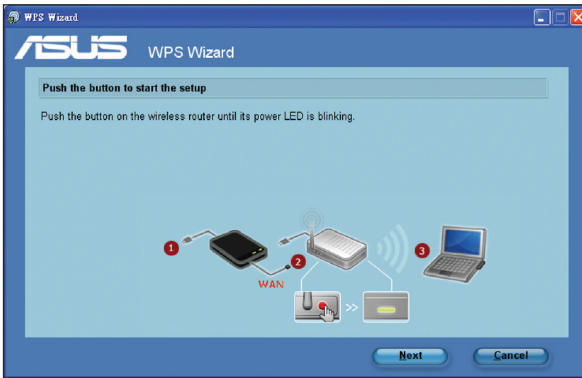 WPS Wizard
ASUS WPS Wizard
Push the button to start the setup
Push the button on the wireless router until its power LED is blinking.
1
2
3
WAN
>>
Next
Cancel